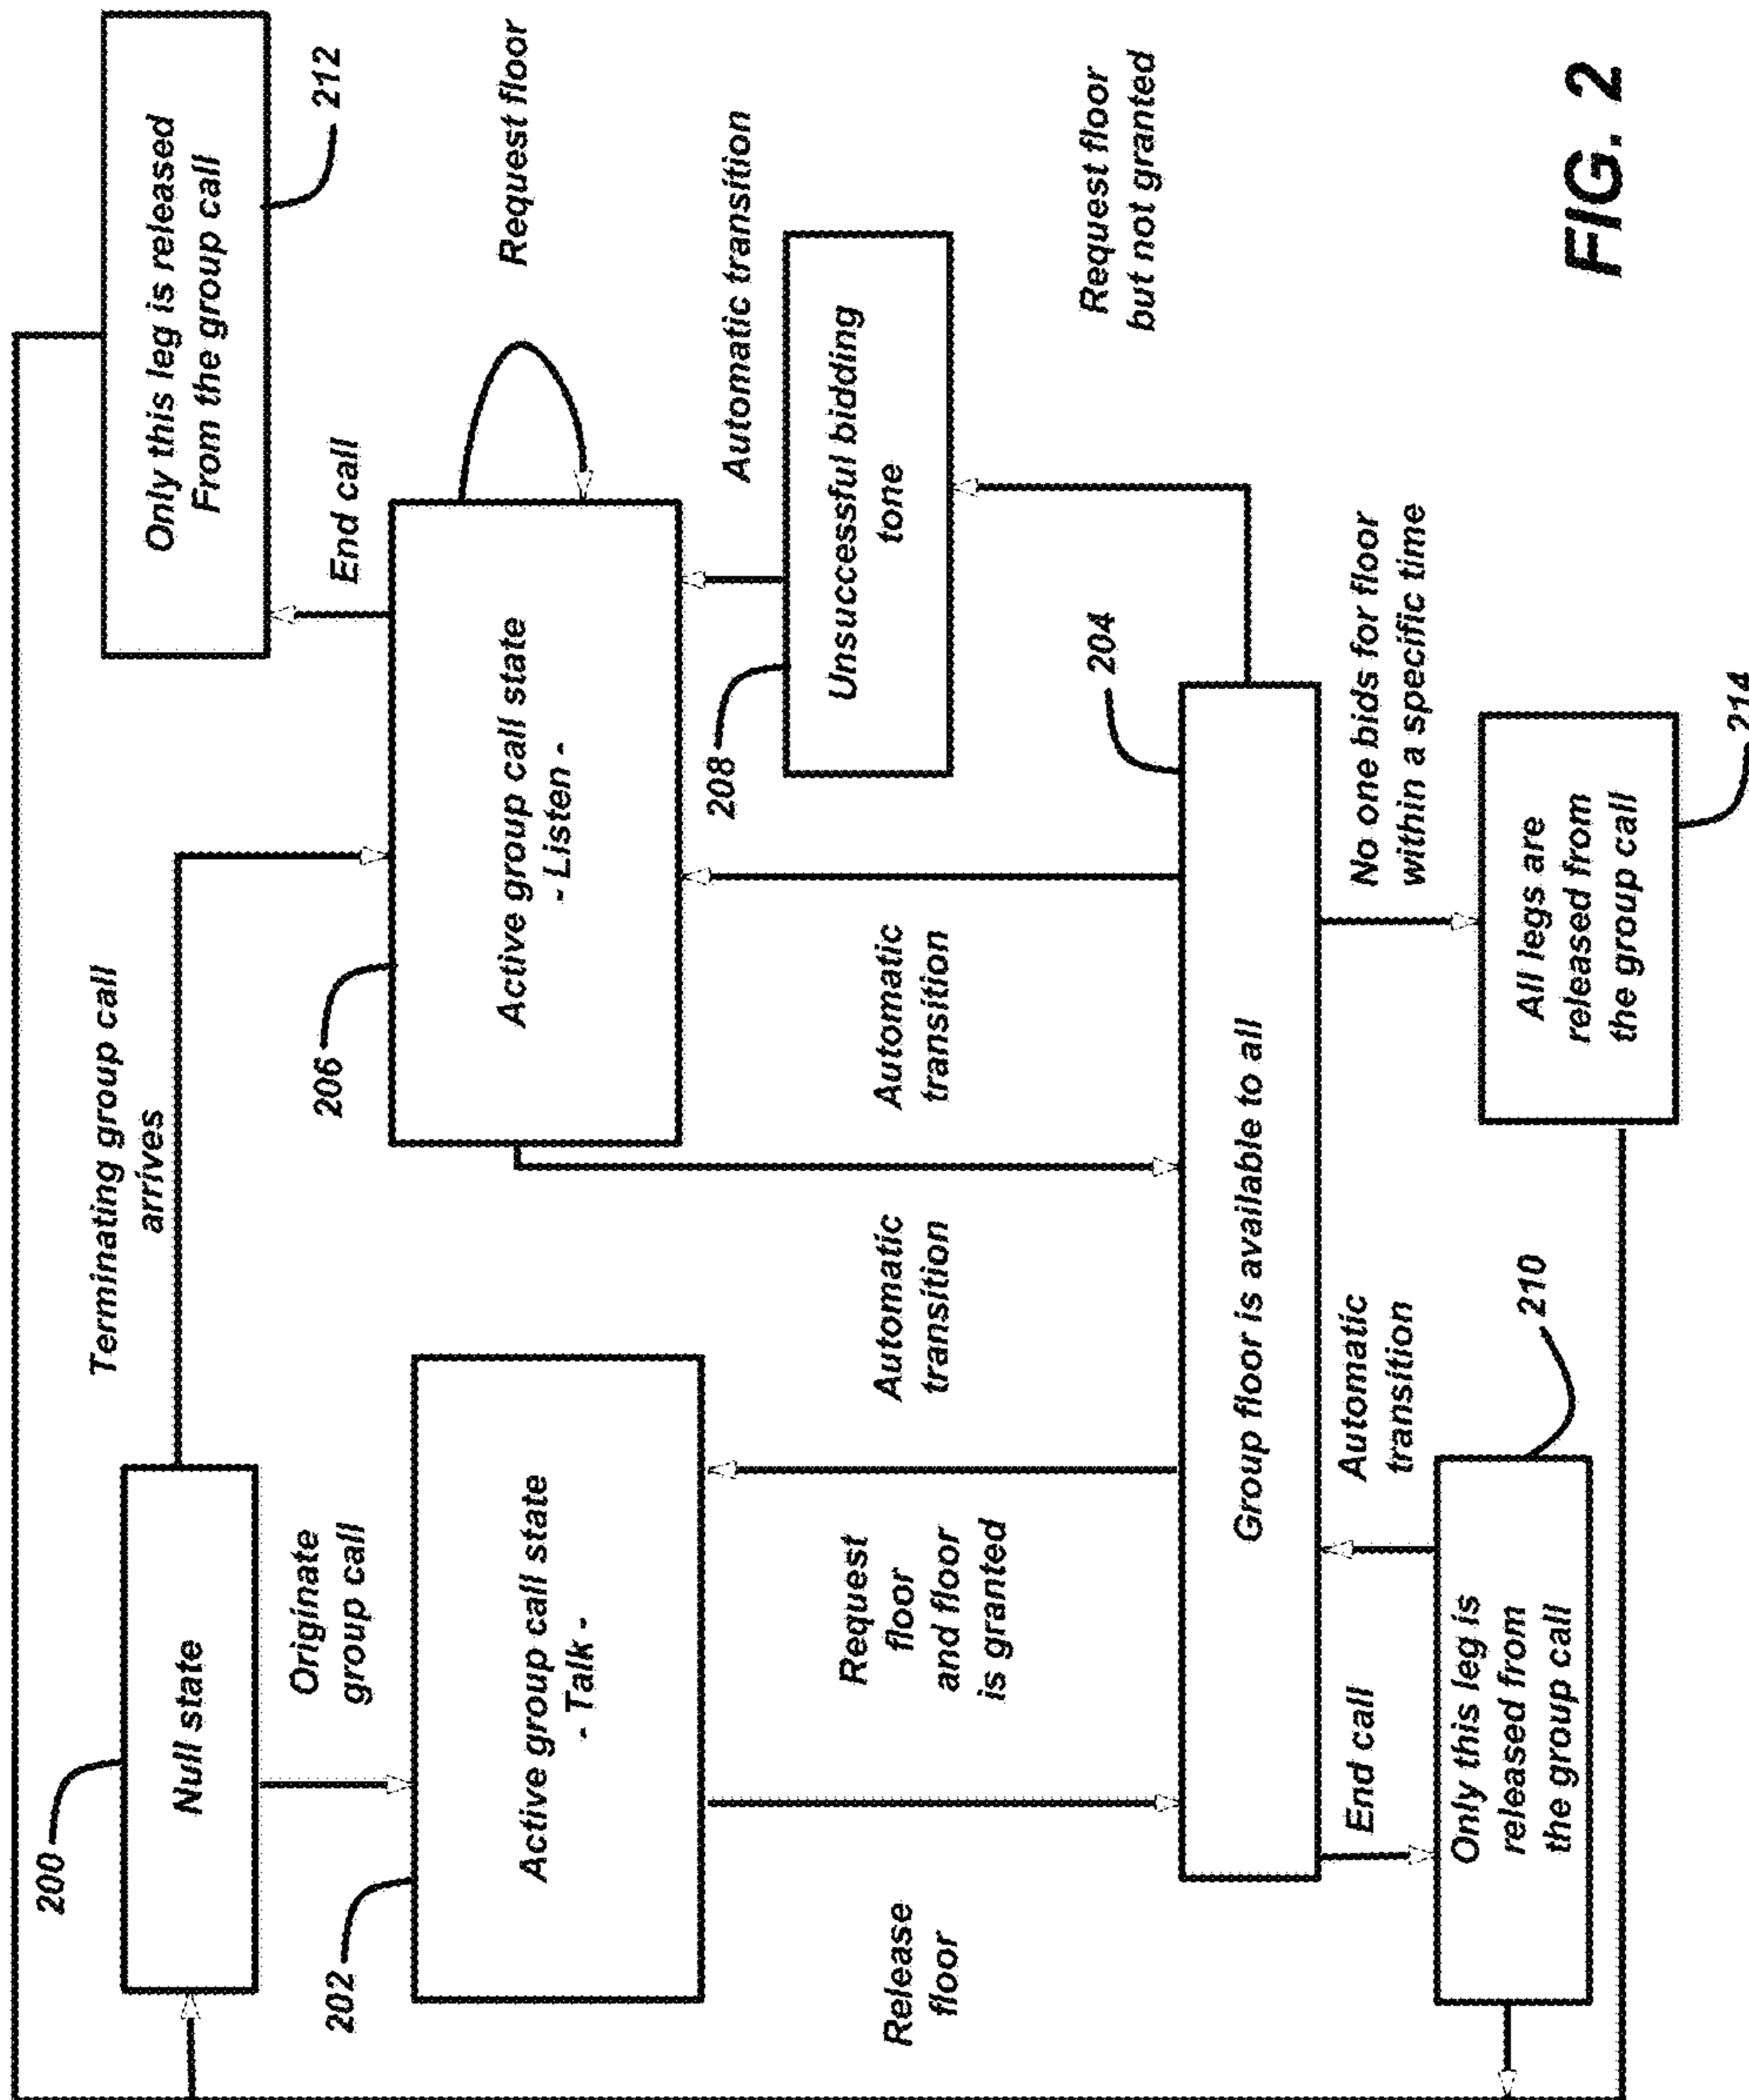 200
Null state
Terminating group call
arrives
Only this leg is released
From the group call
212
Originate
group call
End call
Request floor
202
Active group call state
- Talk -
206
Active group call state
- Listen -
Automatic transition
208
Unsuccessful bidding
tone
Release
floor
Request
floor
and floor
is granted
Automatic
transition
Automatic
transition
Request floor
but not granted
204
Group floor is available to all
End call
Automatic
transition
No one bids for floor
within a specific time
210
Only this leg is
released from
the group call
All legs are
released from
the group call
214
FIG. 2